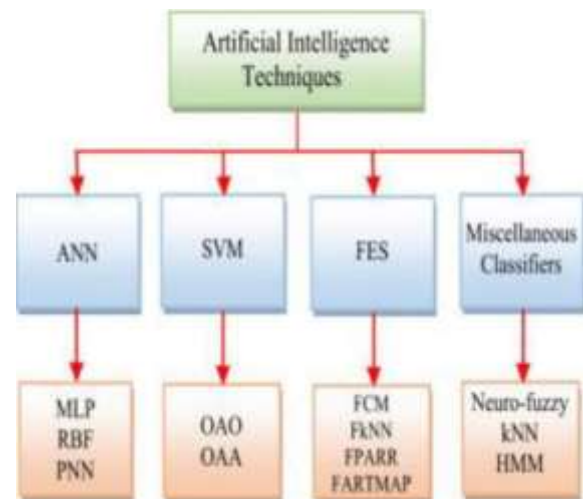 Artificial Intelligence
Techniques
ANN
SVM
FES
Miscellaneous
Classifiers
MLP
RBF
PNN
OAO
OAA
FCM
FkNN
FPARR
FARTMAP
Neuro-fuzzy
kNN
HMM